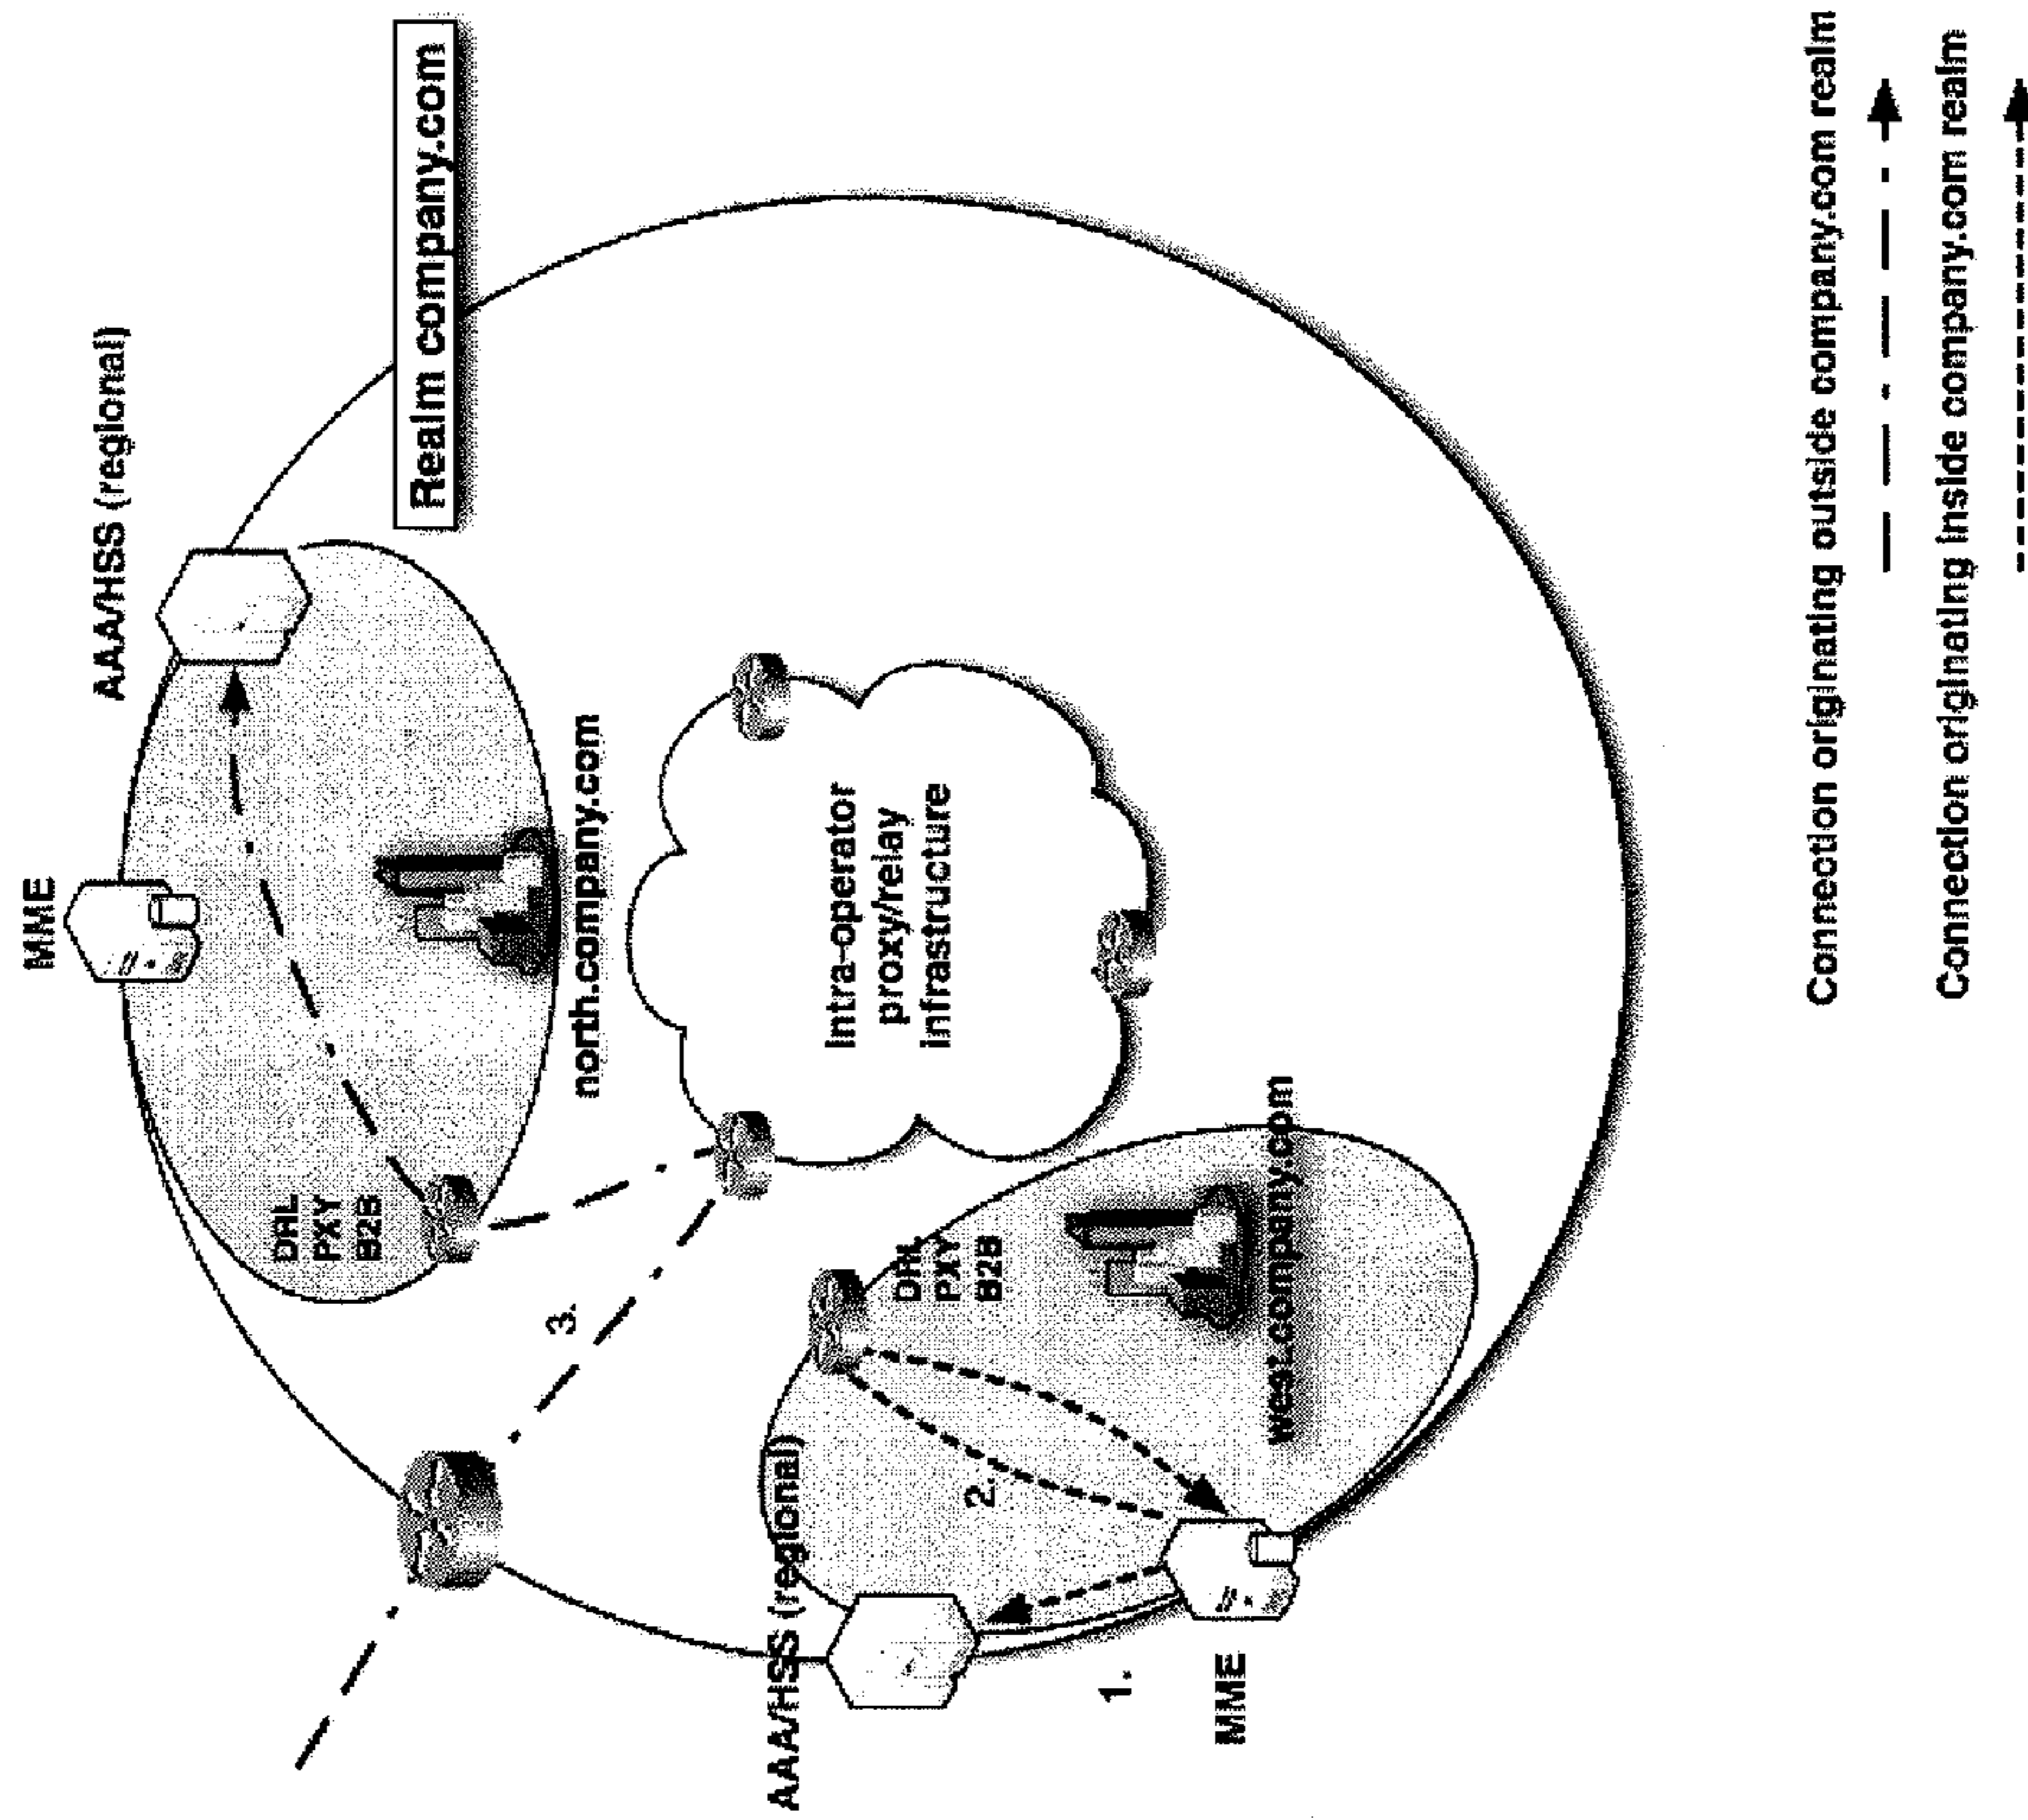 MME
AAA/HSS (regional)
Realm company.com
DRL
PXY
B2B
north.company.com
3.
Intra-operator
proxy/relay
infrastructure
AAA/HSS (regional)
DRL
PXY
B2B
2.
west.company.com
1.
MME
Connection originating outside company.com realm
Connection originating inside company.com realm